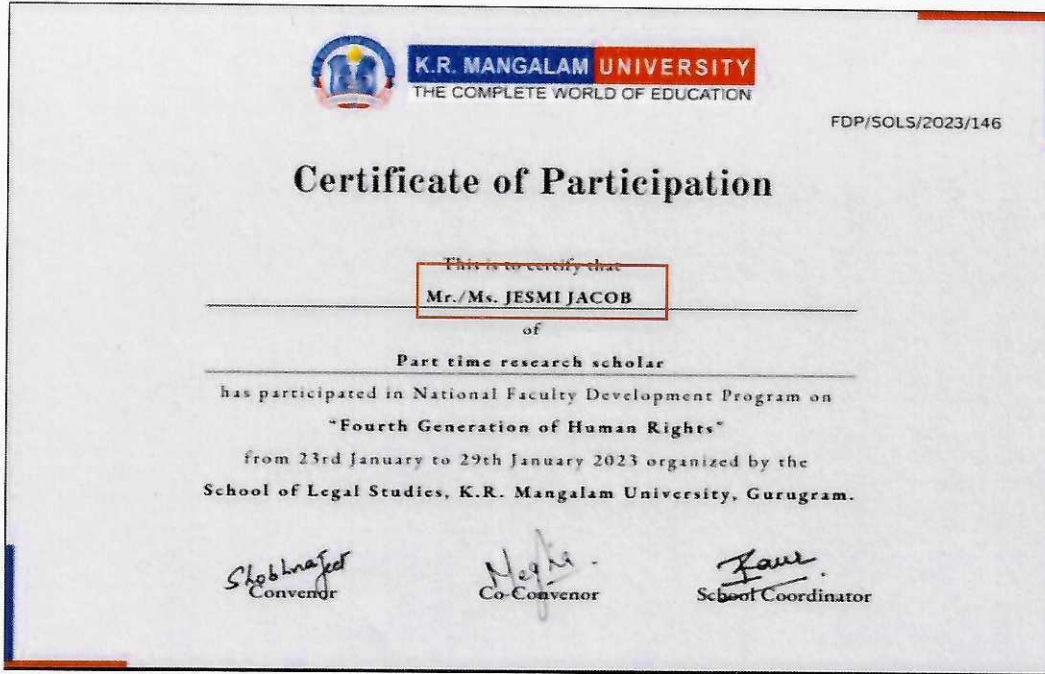 K.R. MANGALAM UNIVERSITY
THE COMPLETE WORLD OF EDUCATION
FDP/SOLS/2023/146
Certificate of Participation
This is to certify that
Mr./Ms. JESMI JACOB
of
Part time research scholar
has participated in National Faculty Development Program on
"Fourth Generation of Human Rights"
from 23rd January to 29th January 2023 organized by the
School of Legal Studies, K.R. Mangalam University, Gurugram.
Shobhnajeet
Convenor
Co-Convenor
School Coordinator